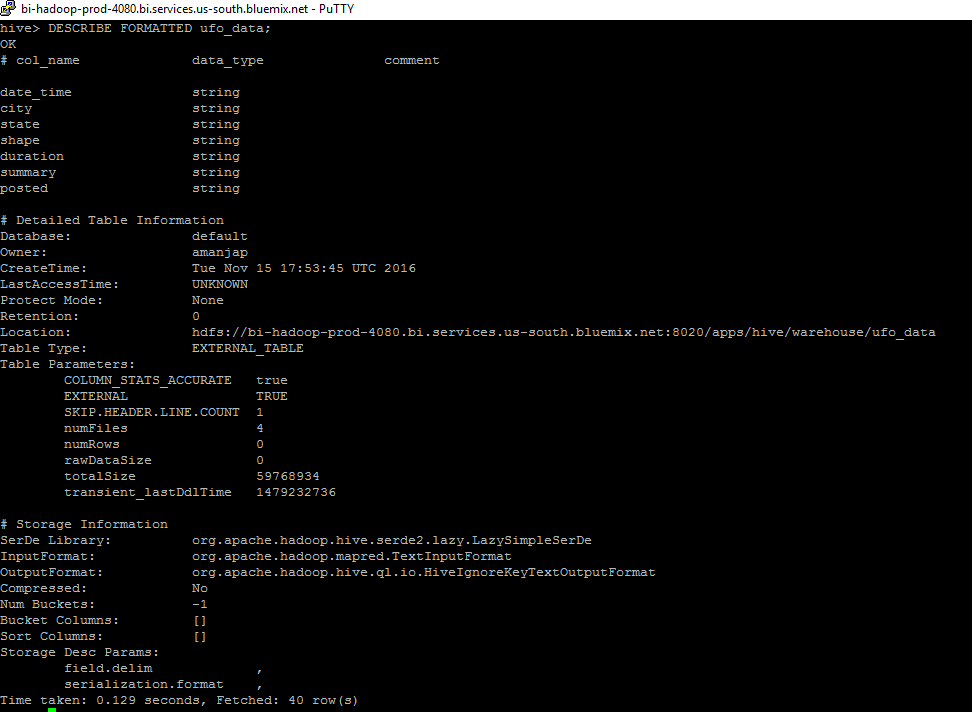 bi-hadoop-prod-4080.bi.services.us-south.bluemix.net - PuTTY
hive> DESCRIBE FORMATTED ufo_data;
OK
# col_name data_type comment
date_time string
city string
state string
shape string
duration string
summary string
posted string
# Detailed Table Information
Database: default
Owner: amanjap
CreateTime: Tue Nov 15 17:53:45 UTC 2016
LastAccessTime: UNKNOWN
Protect Mode: None
Retention: 0
Location: hdfs://bi-hadoop-prod-4080.bi.services.us-south.bluemix.net:8020/apps/hive/warehouse/ufo_data
Table Type: EXTERNAL_TABLE
Table Parameters:
COLUMN_STATS_ACCURATE true
EXTERNAL TRUE
SKIP.HEADER.LINE.COUNT 1
numFiles 4
numRows 0
rawDataSize 0
totalSize 59768934
transient_lastDdlTime 1479232736
# Storage Information
SerDe Library: org.apache.hadoop.hive.serde2.lazy.LazySimpleSerDe
InputFormat: org.apache.hadoop.mapred.TextInputFormat
OutputFormat: org.apache.hadoop.hive.ql.io.HiveIgnoreKeyTextOutputFormat
Compressed: No
Num Buckets: -1
Bucket Columns: []
Sort Columns: []
Storage Desc Params:
field.delim ,
serialization.format ,
Time taken: 0.129 seconds, Fetched: 40 row(s)